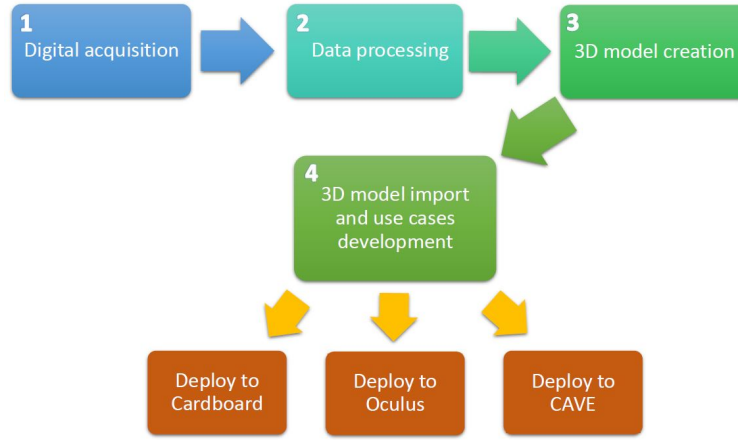 1
Digital acquisition
2
Data processing
3
3D model creation
4
3D model import
and use cases
development
Deploy to
Cardboard
Deploy to
Oculus
Deploy to
CAVE